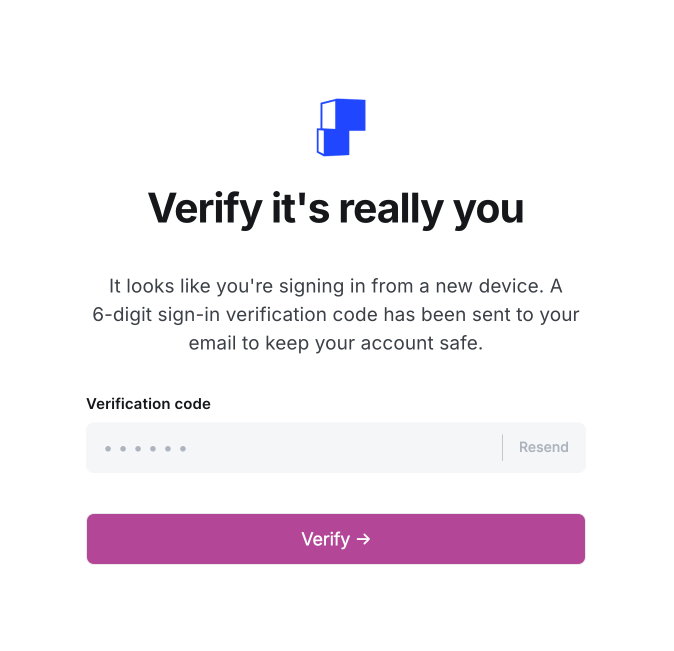 Verify it's really you
It looks like you're signing in from a new device. A
6-digit sign-in verification code has been sent to your
email to keep your account safe.
Verification code
• • • • • •
Resend
Verify →